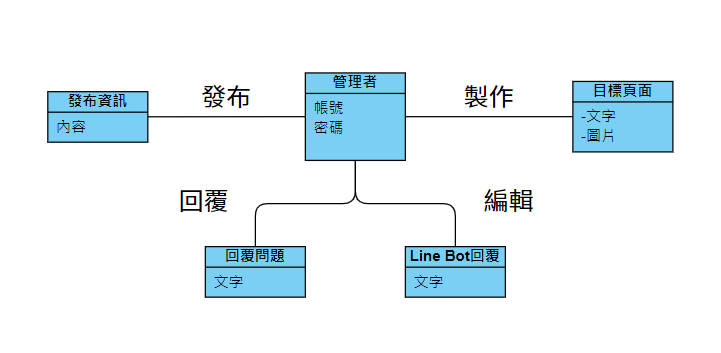 發布資訊
內容
發布
管理者
帳號
密碼
製作
目標頁面
-文字
-圖片
回覆
編輯
回覆問題
文字
Line Bot回覆
文字